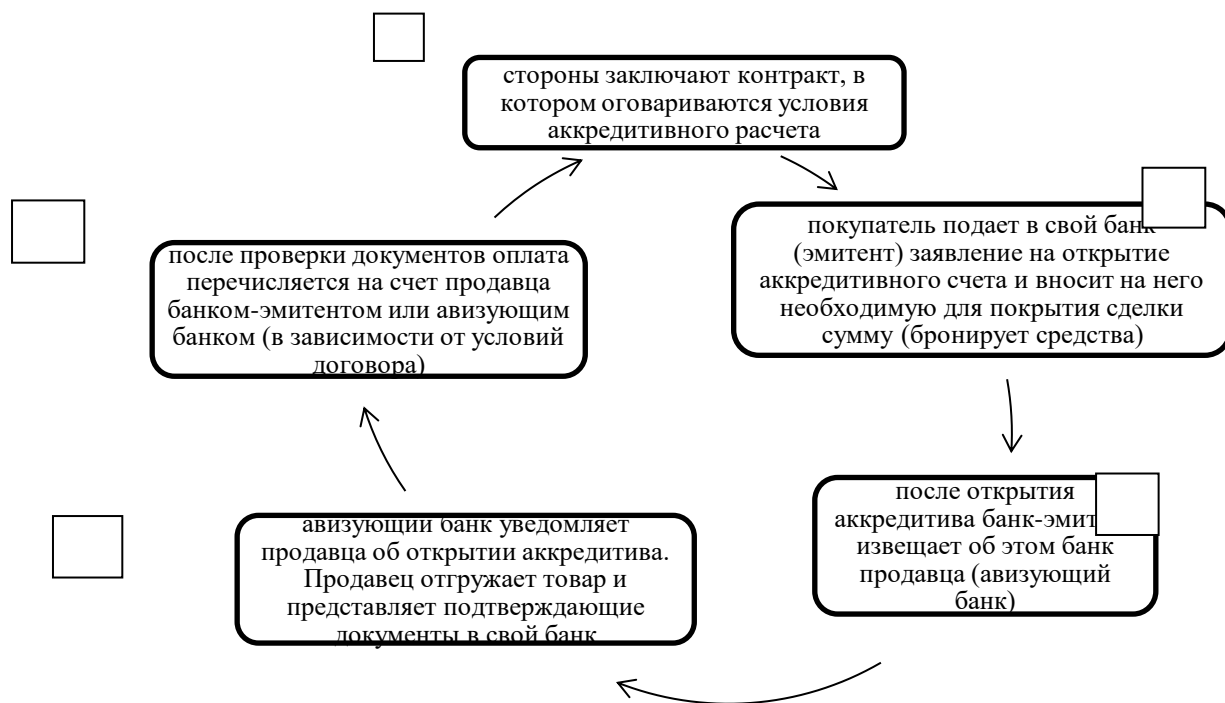 стороны заключают контракт, в
котором оговариваются условия
аккредитивного расчета
покупатель подает в свой банк
(эмитент) заявление на открытие
аккредитивного счета и вносит на него
необходимую для покрытия сделки
сумму (бронирует средства)
после открытия
аккредитива банк-эмит
извещает об этом банк
продавца (авизующий
банк)
авизующий банк уведомляет
продавца об открытии аккредитива.
Продавец отгружает товар и
представляет подтверждающие
документы в свой банк
после проверки документов оплата
перечисляется на счет продавца
банком-эмитентом или авизующим
банком (в зависимости от условий
договора)